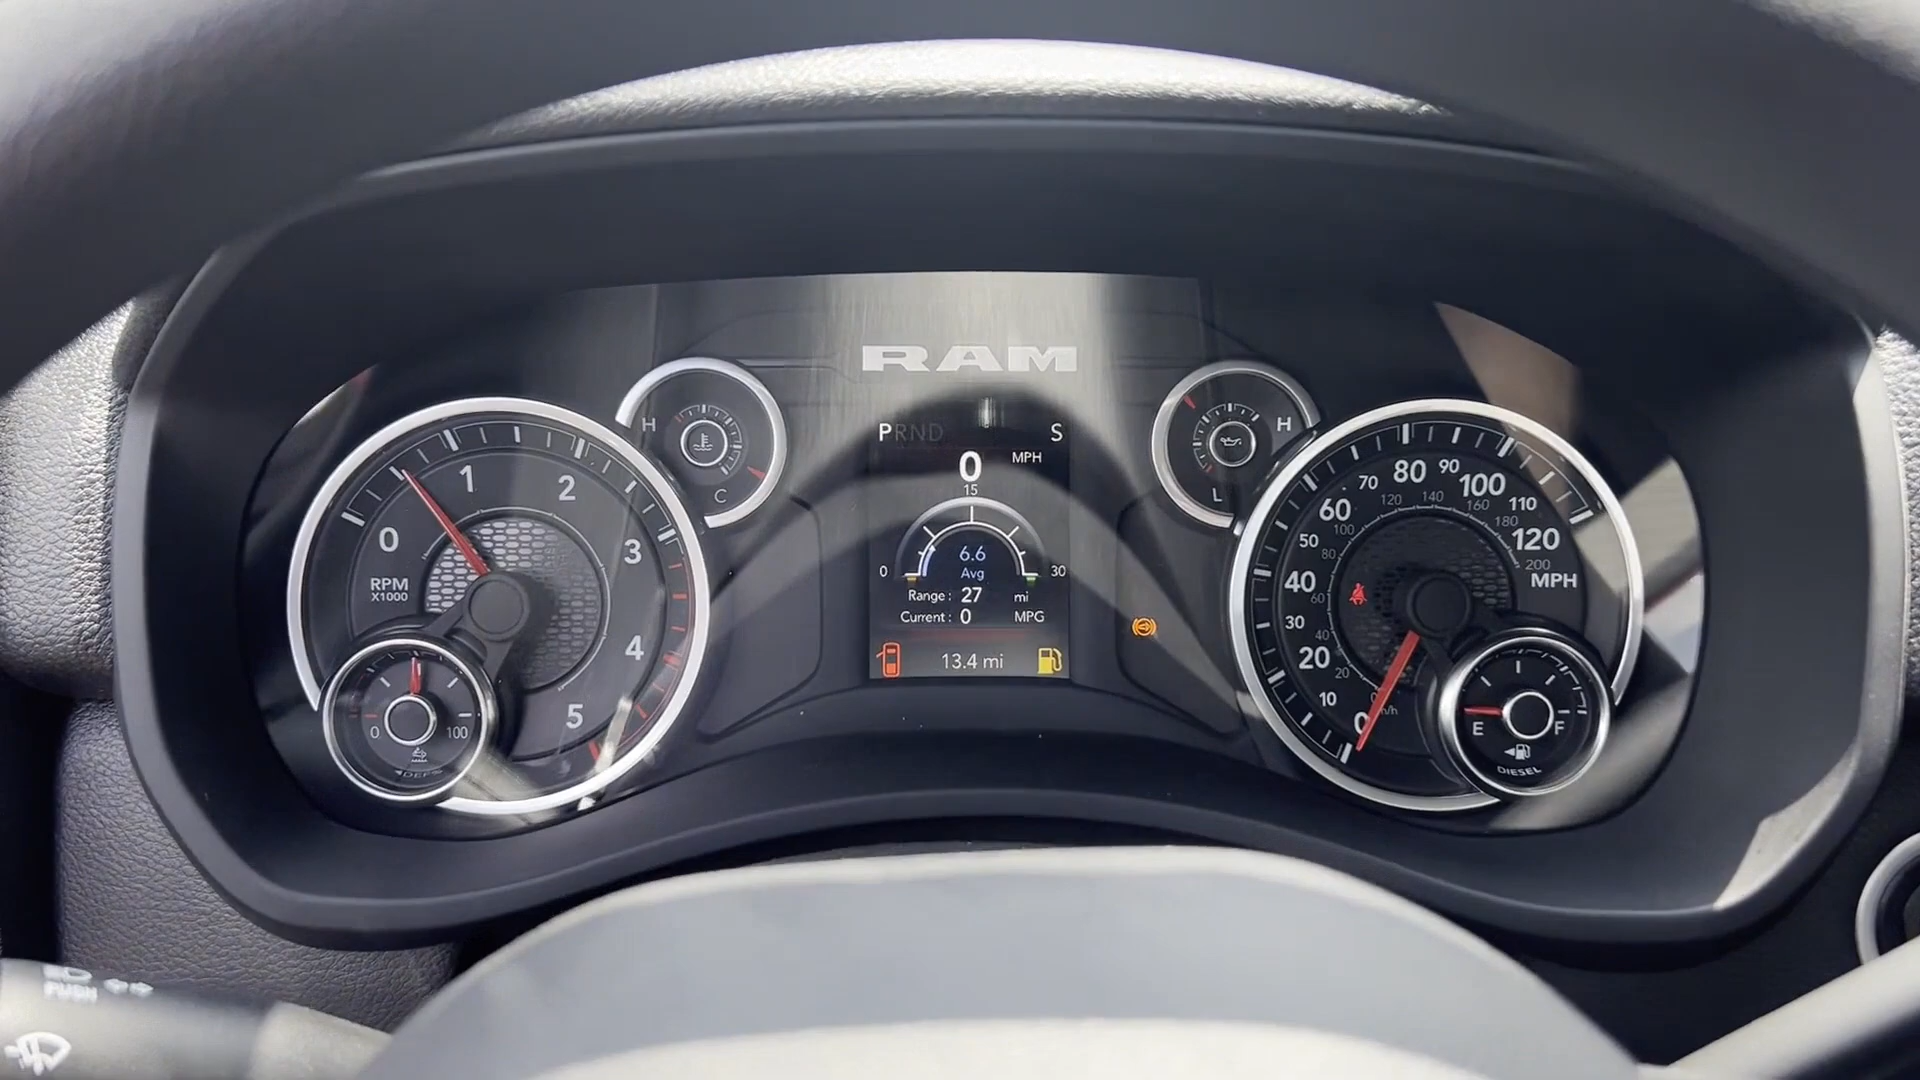 RAM
PRND S
0 MPH
15
0 30
6.6
Avg
Range: 27 mi
Current: 0 MPG
13.4 mi
0 1 2 3 4 5
RPM
X1000
H
C
0 100
DEF
H
L
0 10 20 30 40 50 60 70 80 90 100 110 120
MPH
20 40 60 80 100 120 140 160 180 200
E F
DIESEL
PUSH